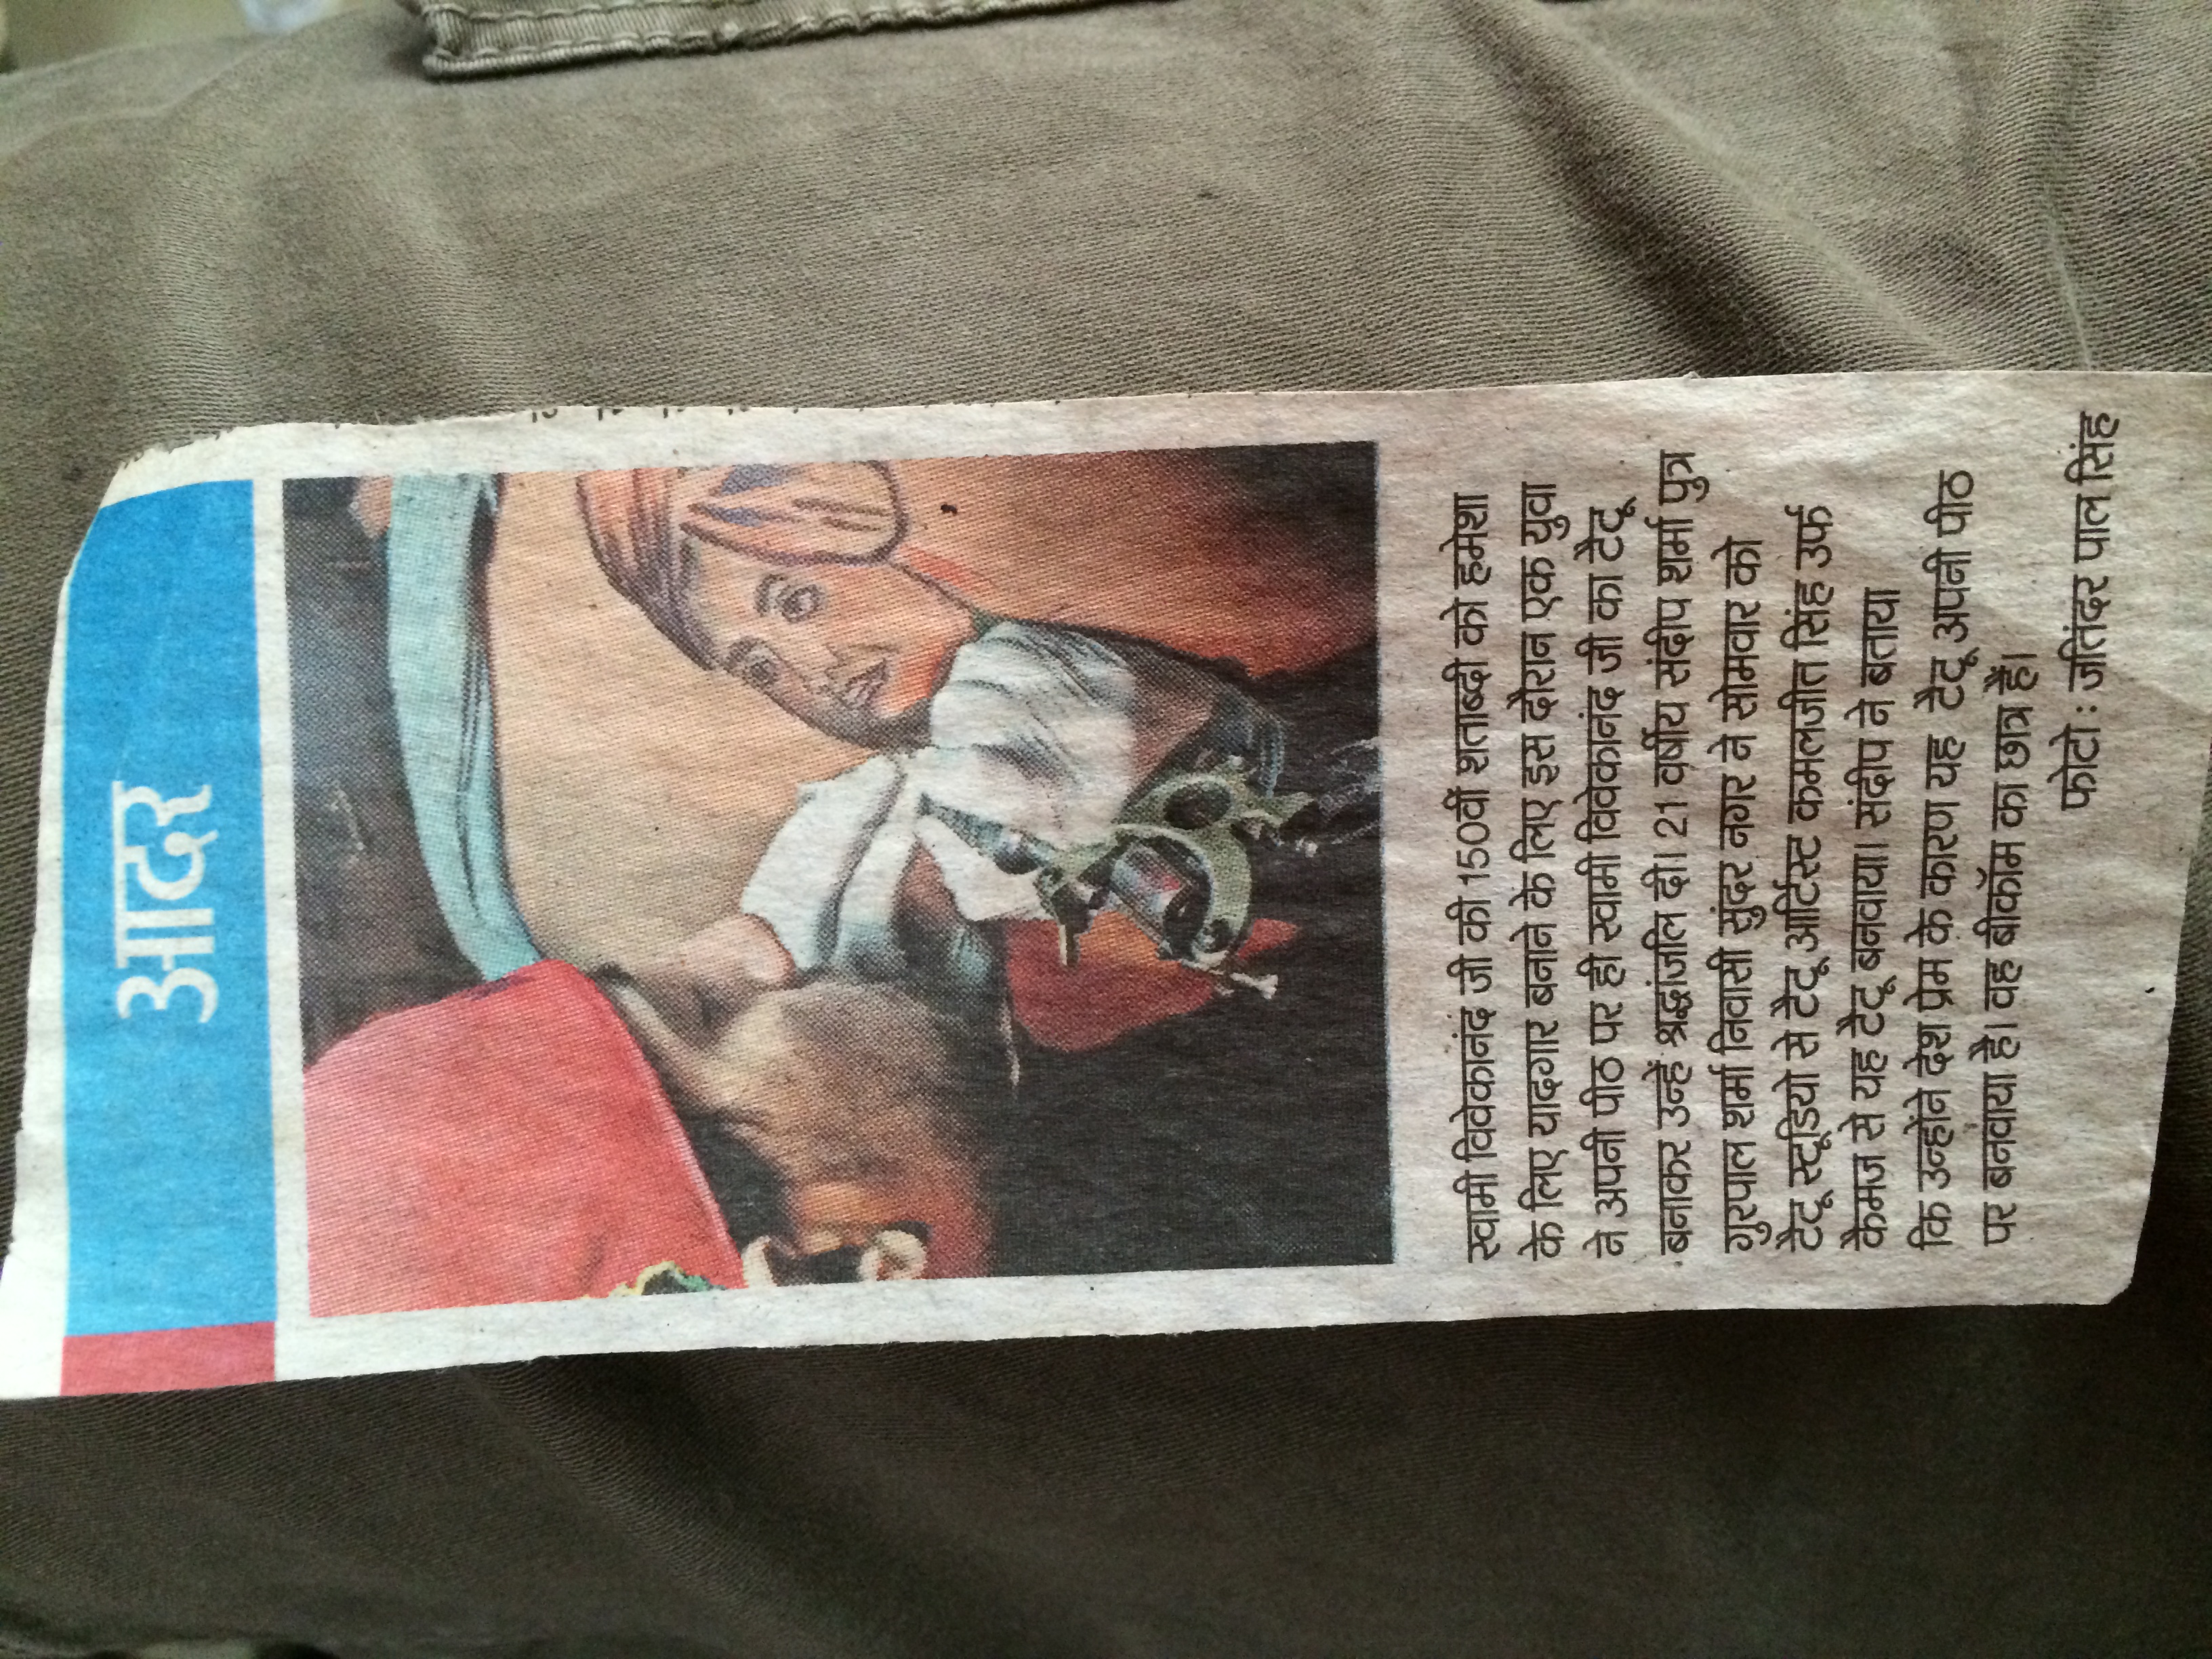 आदर
स्वामी विवेकानंद जी की 150वीं शताब्दी को हमेशा
के लिए यादगार बनाने के लिए इस दौरान एक युवा
ने अपनी पीठ पर ही स्वामी विवेकानंद जी का टैटू
बनाकर उन्हें श्रद्धांजलि दी। 21 वर्षीय संदीप शर्मा पुत्र
गुरपाल शर्मा निवासी सुंदर नगर ने सोमवार को
टैटू स्टूडियो से टैटू आर्टिस्ट कमलजीत सिंह उर्फ
कैमज से यह टैटू बनवाया। संदीप ने बताया
कि उन्होंने देश प्रेम के कारण यह टैटू अपनी पीठ
पर बनवाया है। वह बीकॉम का छात्र हैं।
फोटो : जतिंदर पाल सिंह